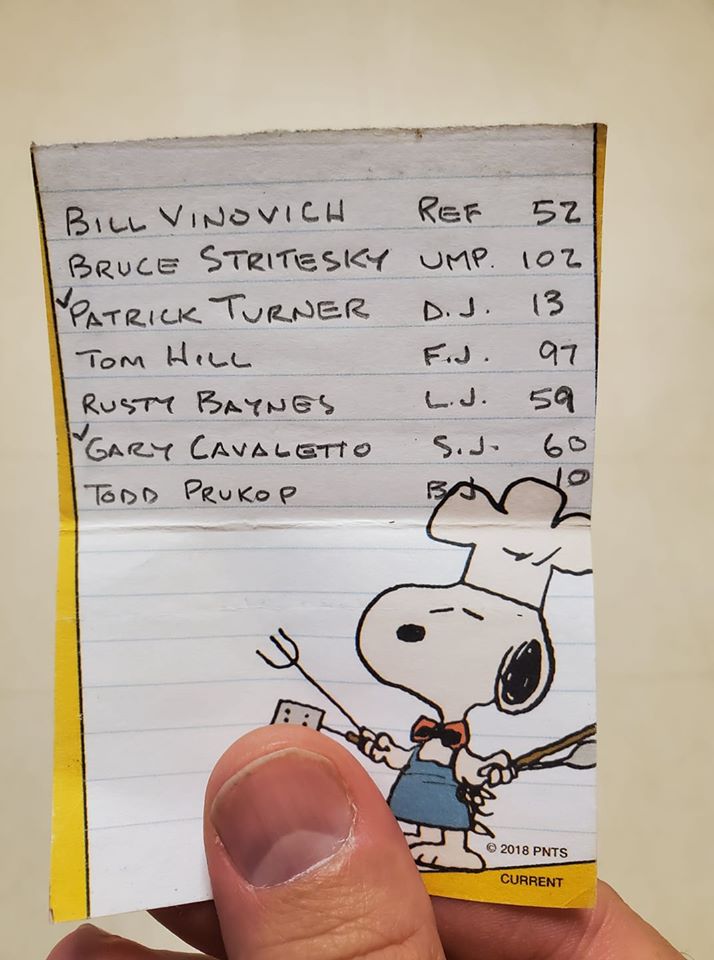 BILL VINOVICH REF 52
BRUCE STRITESKY UMP. 102
✓PATRICK TURNER D.J. 13
TOM HILL F.J. 97
RUSTY BAYNES L.J. 59
✓GARY CAVALETTO S.J. 60
TODD PRUKOP B.J 10
© 2018 PNTS
CURRENT